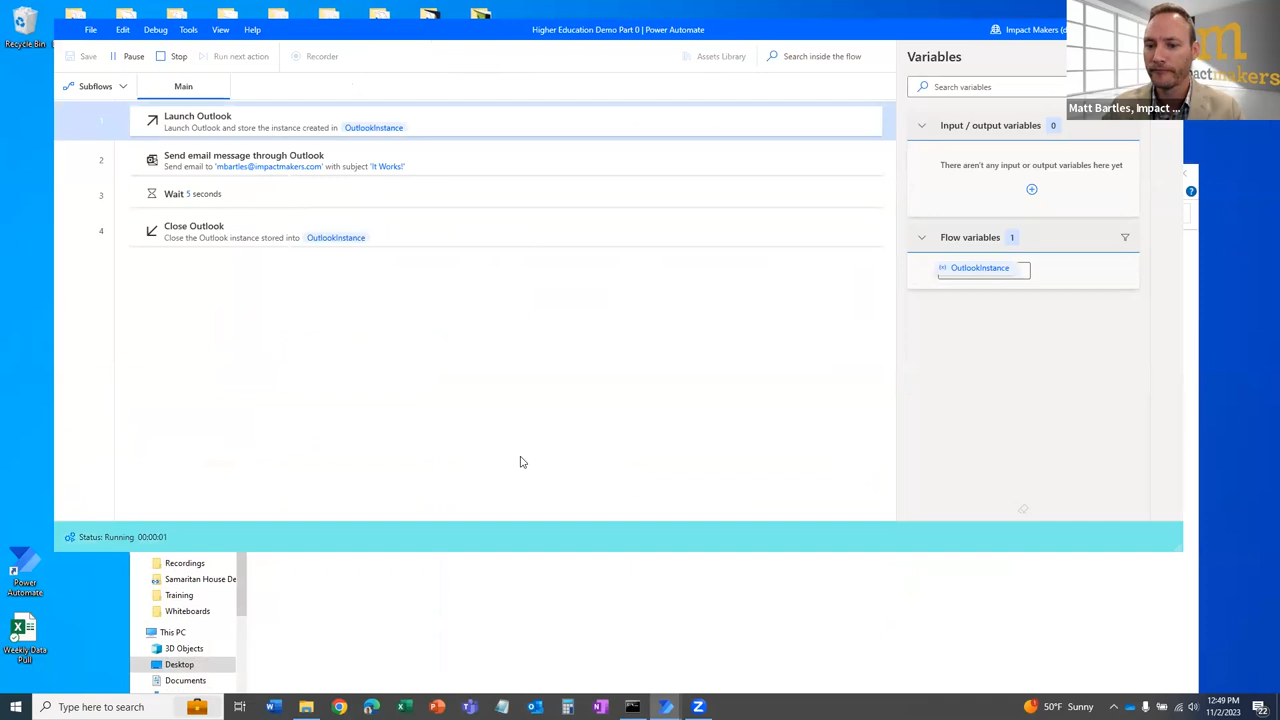 Recycle Bin
File Edit Debug Tools View Help
Higher Education Demo Part 0 | Power Automate
Impact Makers (d
Save Pause Stop Run next action Recorder
Assets Library Search inside the flow
Variables
Subflows Main
Search variables
Matt Bartles, Impact ...
1 Launch Outlook
Launch Outlook and store the instance created in OutlookInstance
Input / output variables 0
2 Send email message through Outlook
Send email to 'mbartles@impactmakers.com' with subject 'It Works!'
There aren't any input or output variables here yet
3 Wait 5 seconds
4 Close Outlook
Close the Outlook instance stored into OutlookInstance
Flow variables 1
OutlookInstance
Status: Running 00:00:01
Recordings
Samaritan House De
Training
Whiteboards
This PC
3D Objects
Desktop
Documents
Power
Automate
Weekly Data
Pull
Type here to search
50°F Sunny
12:49 PM
11/2/2023
22